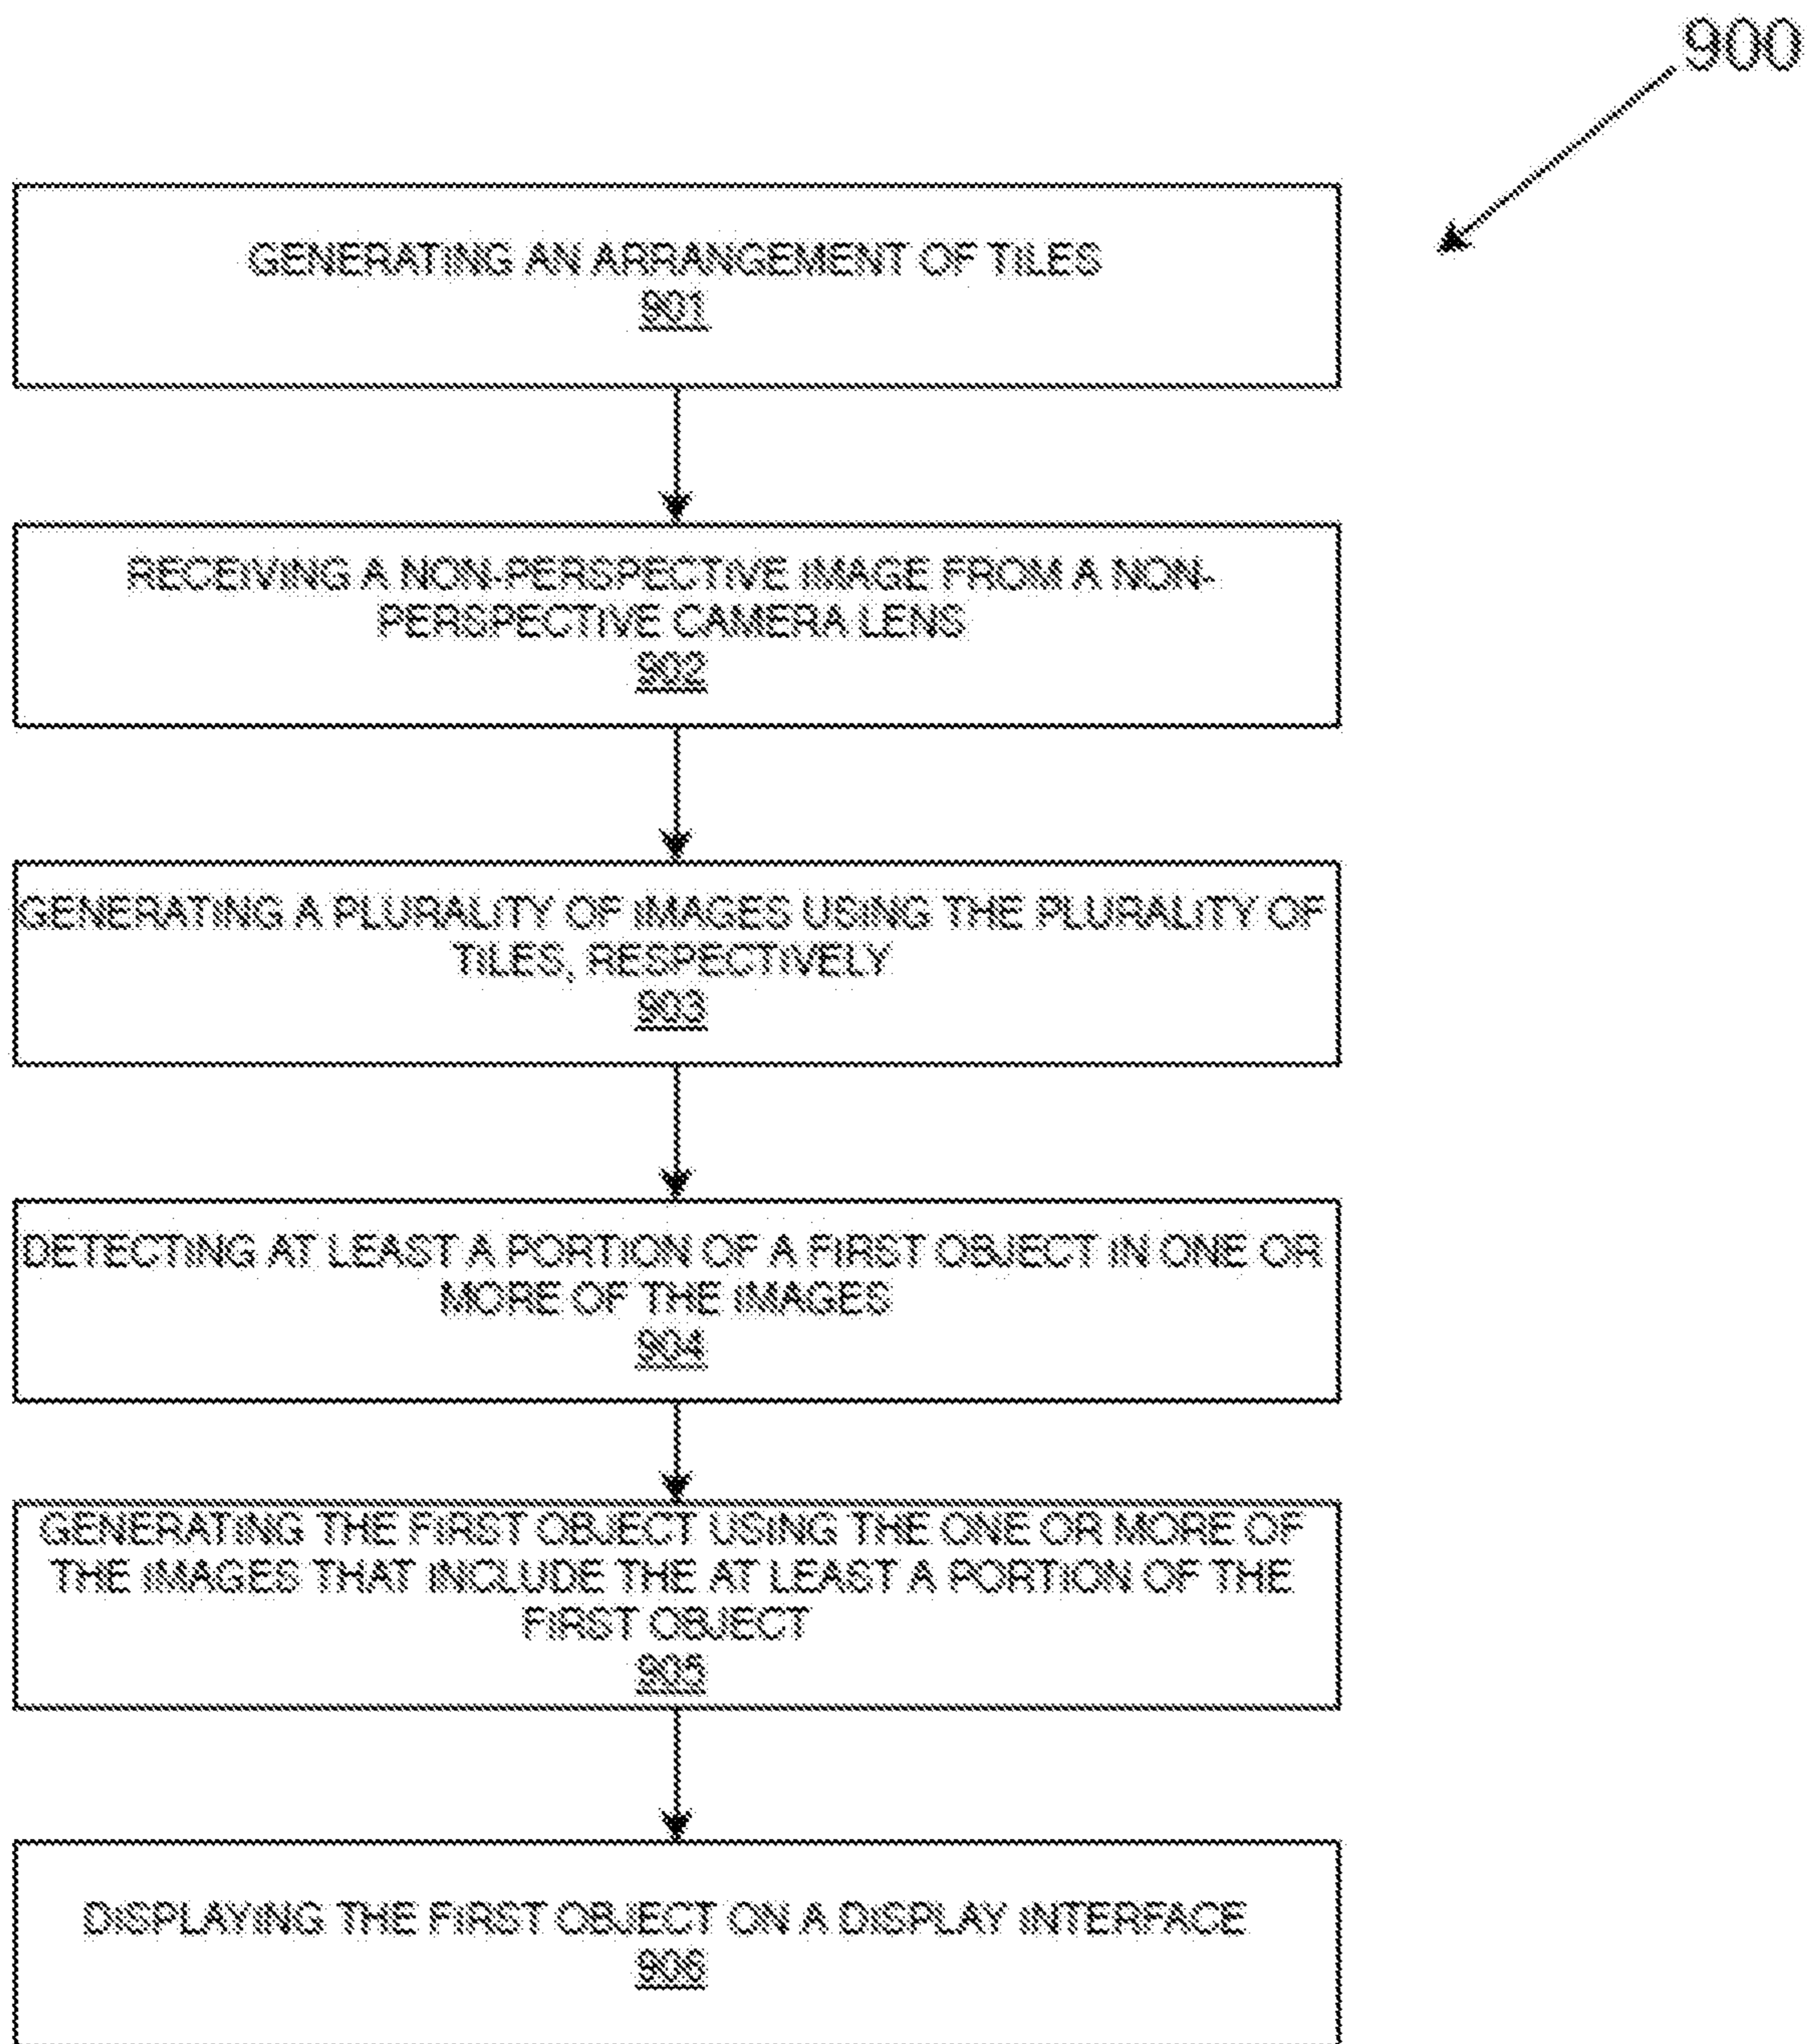 900
GENERATING AN ARRANGEMENT OF TILES
901
RECEIVING A NON-PERSPECTIVE IMAGE FROM A NON-
PERSPECTIVE CAMERA LENS
902
GENERATING A PLURALITY OF IMAGES USING THE PLURALITY OF
TILES, RESPECTIVELY
903
DETECTING AT LEAST A PORTION OF A FIRST OBJECT IN ONE OR
MORE OF THE IMAGES
904
GENERATING THE FIRST OBJECT USING THE ONE OR MORE OF
THE IMAGES THAT INCLUDE THE AT LEAST A PORTION OF THE
FIRST OBJECT
905
DISPLAYING THE FIRST OBJECT ON A DISPLAY INTERFACE
906